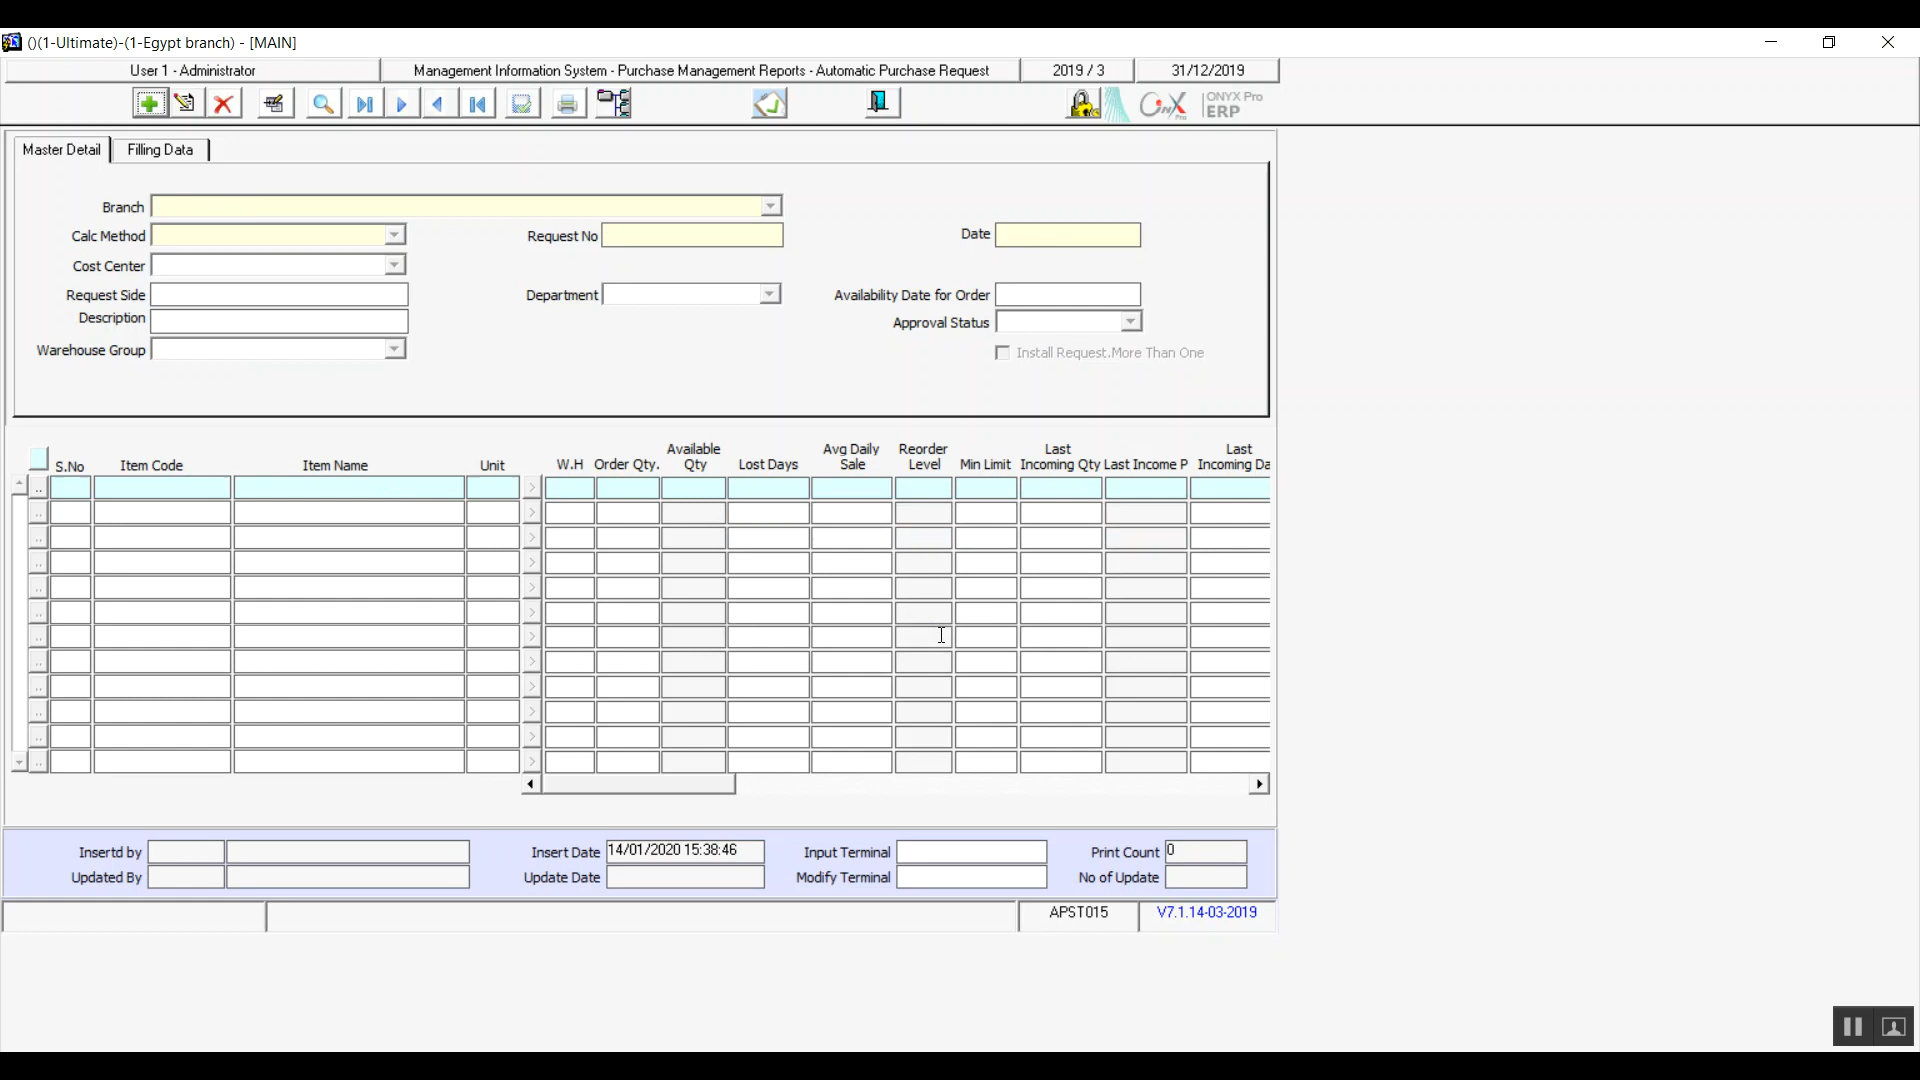 ()(1-Ultimate)-(1-Egypt branch) - [MAIN]
User 1 - Administrator
Management Information System - Purchase Management Reports - Automatic Purchase Request
2019 / 3
31/12/2019
OnyX Pro
ONYX Pro
ERP
Master Detail
Filling Data
Branch
Calc Method
Request No
Date
Cost Center
Request Side
Department
Availability Date for Order
Description
Approval Status
Warehouse Group
Install Request.More Than One
S.No
Item Code
Item Name
Unit
W.H
Order Qty.
Available
Qty
Lost Days
Avg Daily
Sale
Reorder
Level
Min Limit
Last
Incoming Qty
Last Income P
Last
Incoming Da
Insertd by
Insert Date
14/01/2020 15:38:46
Input Terminal
Print Count
0
Updated By
Update Date
Modify Terminal
No of Update
APST015
V7.1.14-03-2019